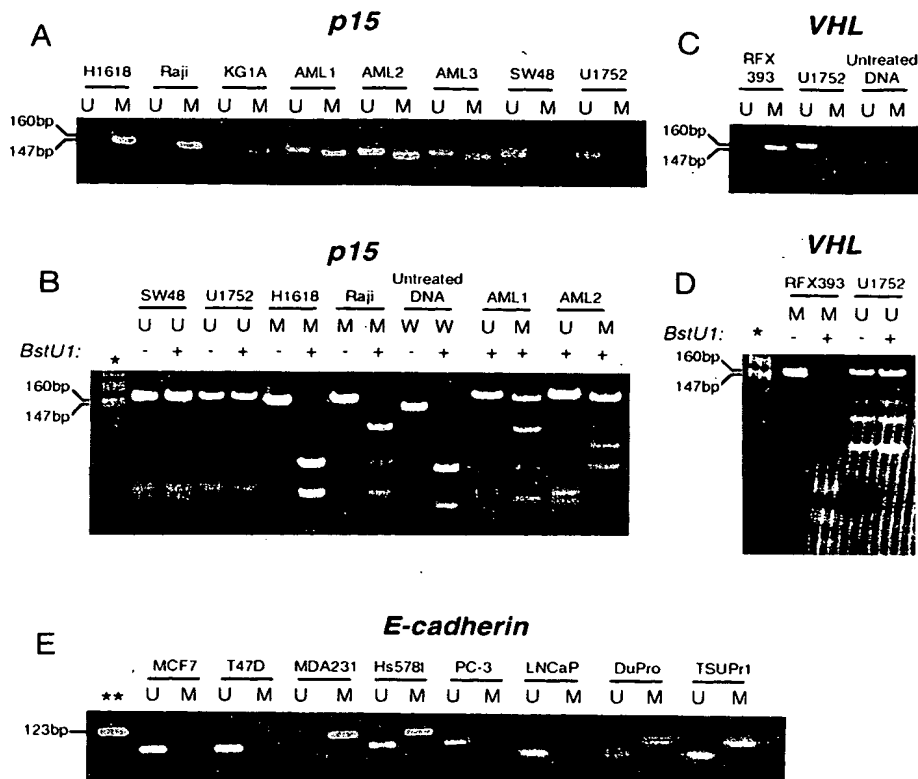 A
p15
H1618 Raji KG1A AML1 AML2 AML3 SW48 U1752
U M U M U M U M U M U M U M U M
160bp
147bp
C
VHL
RFX
393 U1752 Untreated
DNA
U M U M U M
160bp
147bp
B
p15
SW48 U1752 H1618 Raji Untreated
DNA AML1 AML2
U U U U M M M M W W U M U M
BstU1: - + - + - + - + - + + + + +
*
160bp
147bp
D
VHL
RFX393 U1752
M M U U
BstU1: * - + - +
160bp
147bp
E
E-cadherin
MCF7 T47D MDA231 Hs578t PC-3 LNCaP DuPro TSUPr1
** U M U M U M U M U M U M U M U M
123bp